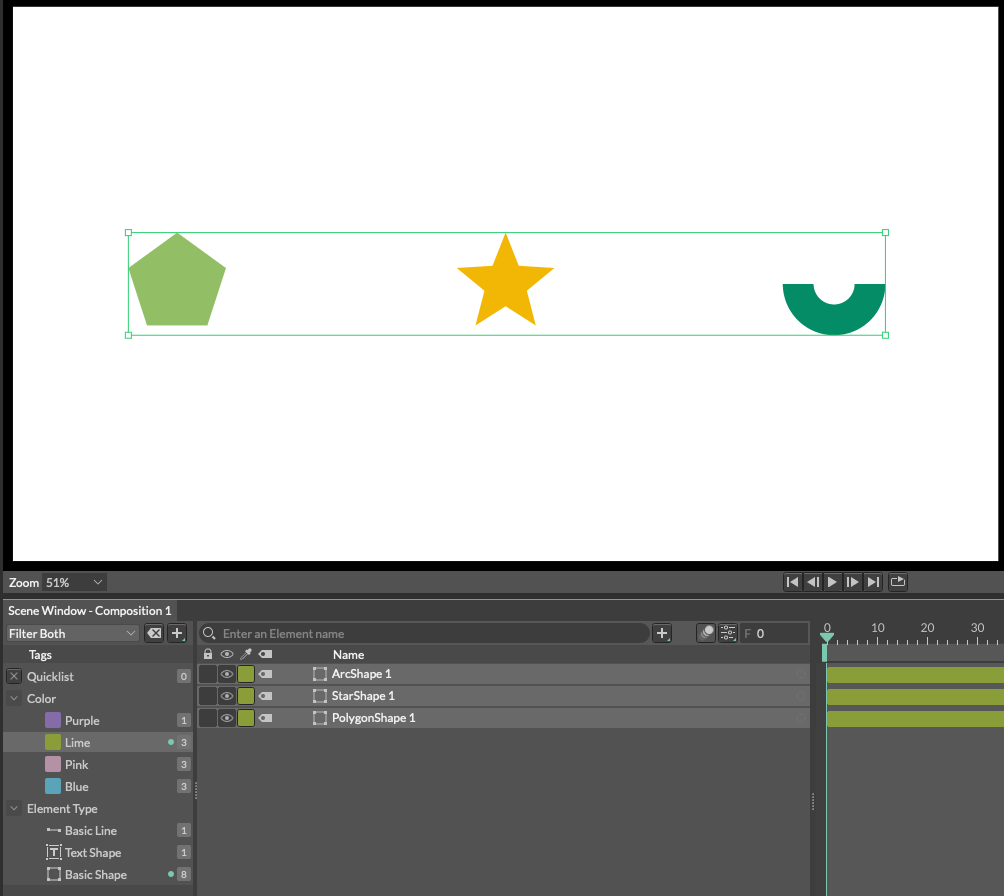 Zoom 51%
Scene Window - Composition 1
Filter Both
Enter an Element name
F 0
0 10 20 30
Tags
Name
Quicklist 0
ArcShape 1
Color
StarShape 1
Purple 1
PolygonShape 1
Lime 3
Pink 3
Blue 3
Element Type
Basic Line 1
T Text Shape 1
Basic Shape 8